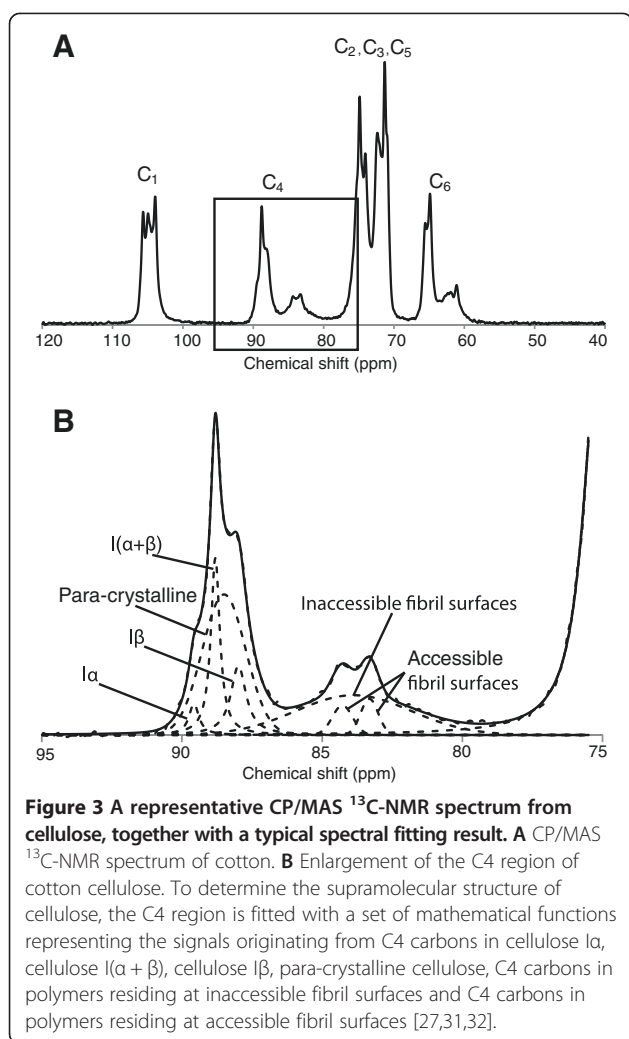 A
C₁
C₄
C₂,C₃,C₅
C₆
120 110 100 90 80 70 60 50 40
Chemical shift (ppm)
B
I(α+β)
Para-crystalline
Iβ
Iα
Inaccessible fibril surfaces
Accessible
fibril surfaces
95 90 85 80 75
Chemical shift (ppm)
Figure 3 A representative CP/MAS ¹³C-NMR spectrum from
cellulose, together with a typical spectral fitting result. A CP/MAS
¹³C-NMR spectrum of cotton. B Enlargement of the C4 region of
cotton cellulose. To determine the supramolecular structure of
cellulose, the C4 region is fitted with a set of mathematical functions
representing the signals originating from C4 carbons in cellulose Iα,
cellulose I(α + β), cellulose Iβ, para-crystalline cellulose, C4 carbons in
polymers residing at inaccessible fibril surfaces and C4 carbons in
polymers residing at accessible fibril surfaces [27,31,32].